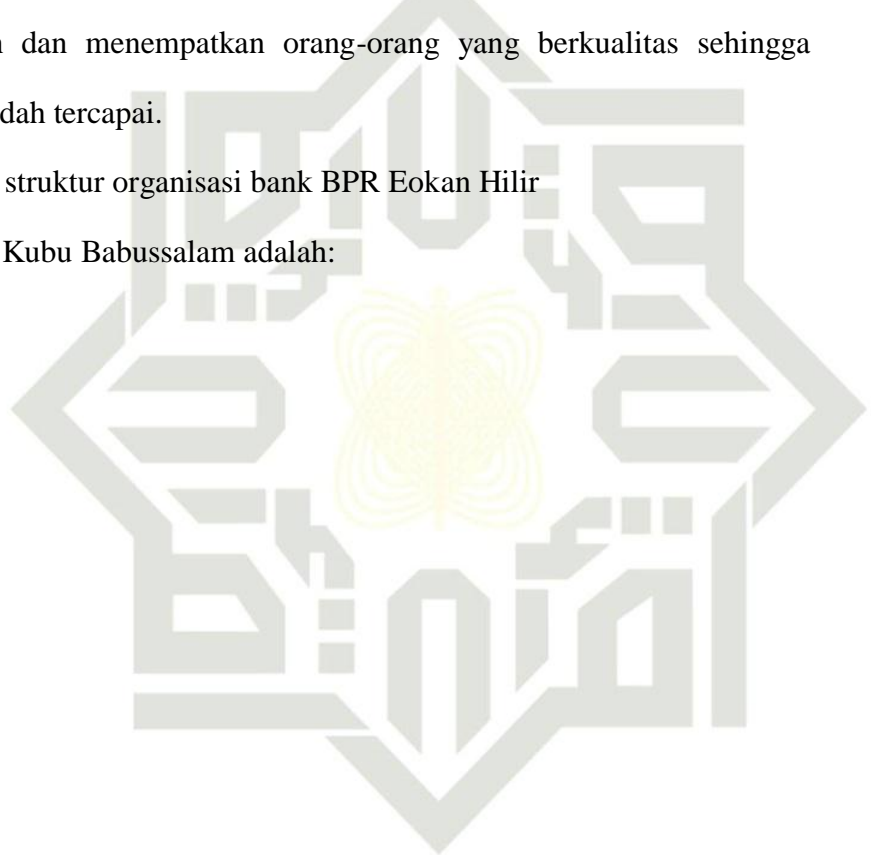 dan menempatkan orang-orang yang berkualitas sehingga
dah tercapai.
struktur organisasi bank BPR Eokan Hilir
Kubu Babussalam adalah: